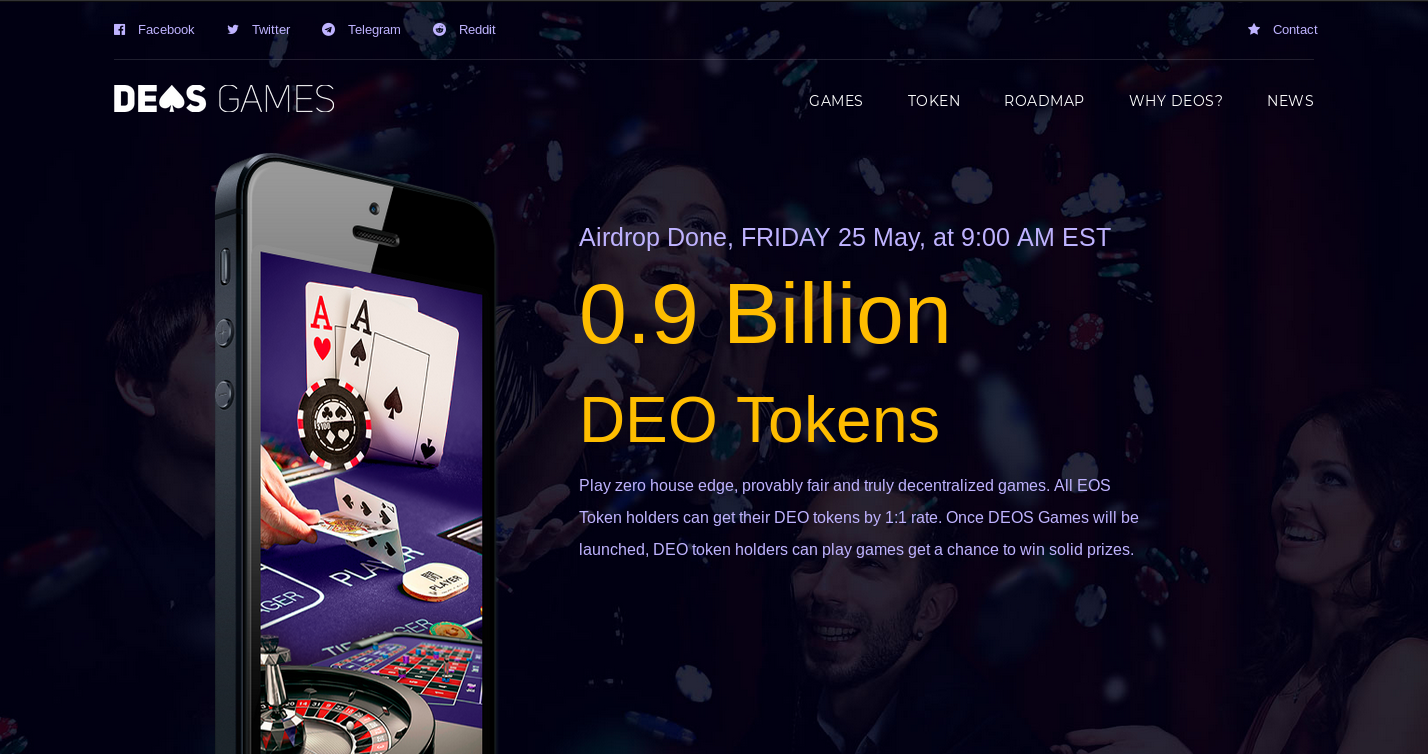 Facebook Twitter Telegram Reddit Contact
DEOS GAMES
GAMES TOKEN ROADMAP WHY DEOS? NEWS
Airdrop Done, FRIDAY 25 May, at 9:00 AM EST
0.9 Billion
DEO Tokens
Play zero house edge, provably fair and truly decentralized games. All EOS
Token holders can get their DEO tokens by 1:1 rate. Once DEOS Games will be
launched, DEO token holders can play games get a chance to win solid prizes.
A A
$100
PLAYER
PLAYER
TIE